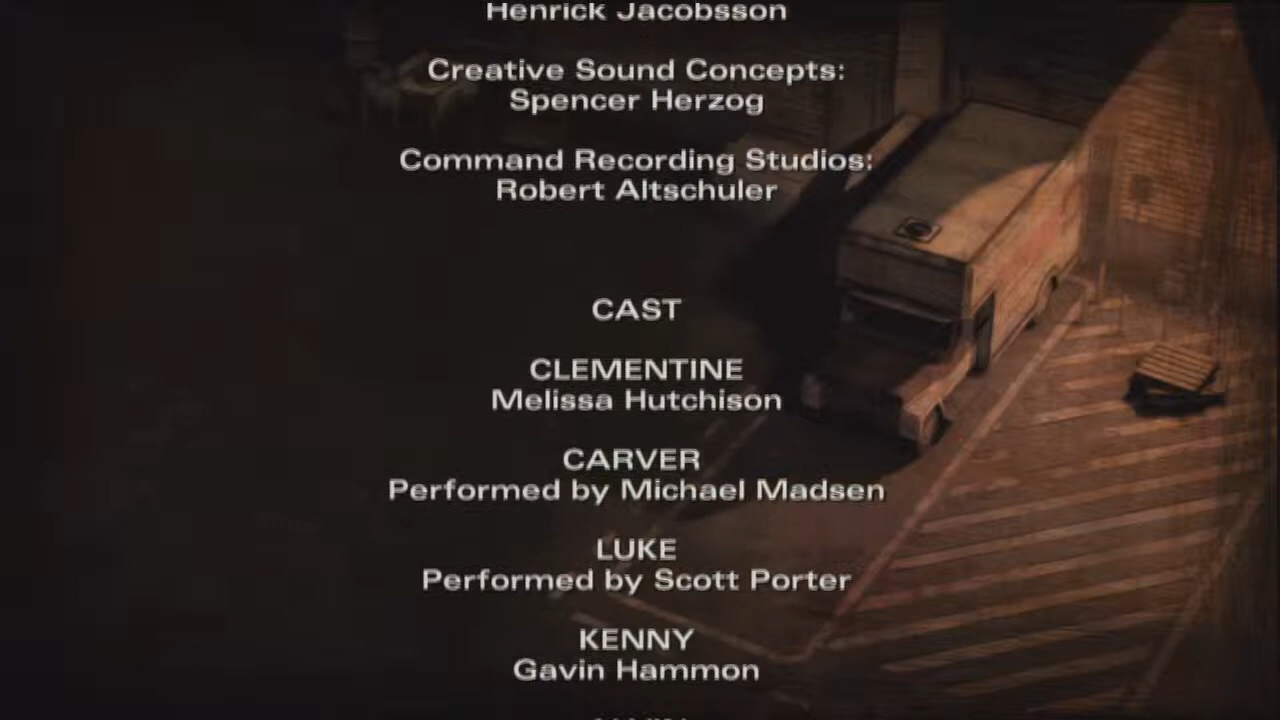 Henrick Jacobsson
Creative Sound Concepts:
Spencer Herzog
Command Recording Studios:
Robert Altschuler
CAST
CLEMENTINE
Melissa Hutchison
CARVER
Performed by Michael Madsen
LUKE
Performed by Scott Porter
KENNY
Gavin Hammon